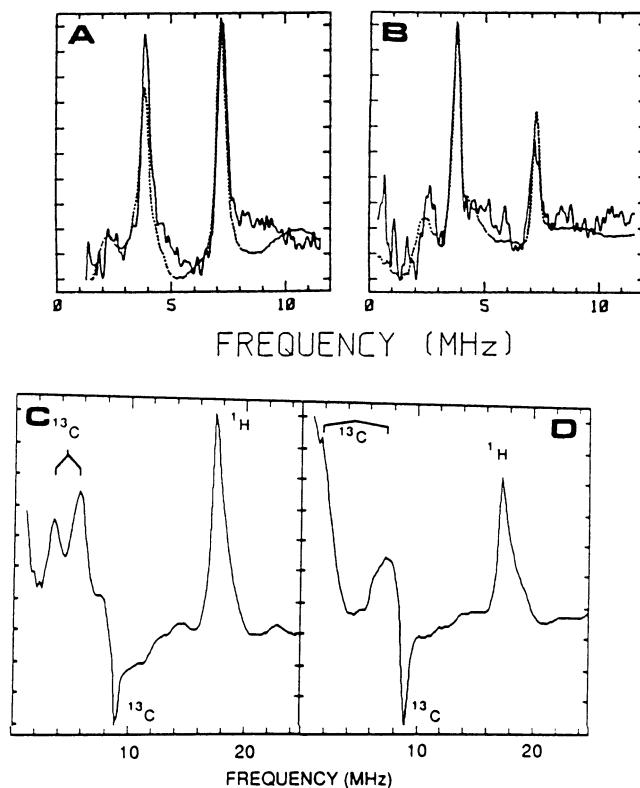 A B
0 5 10 0 5 10
FREQUENCY (MHz)
C D
13C 1H 13C 1H
13C 13C
10 20 10 20
FREQUENCY (MHz)